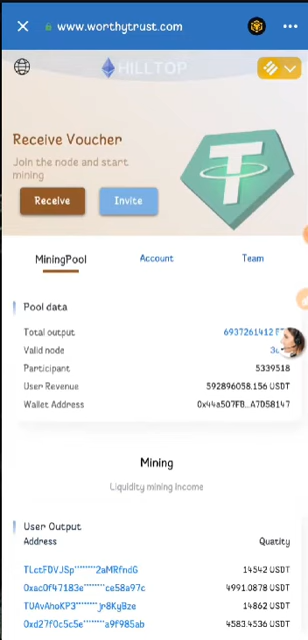 www.worthytrust.com
HILLTOP
Receive Voucher
Join the node and start
mining
Receive
Invite
MiningPool
Account
Team
Pool data
Total output
6937261412
Valid node
Participant
5339518
User Revenue
592896058.156 USDT
Wallet Address
0x44a507FB...A7D58147
Mining
Liquidity mining income
User Output
Address
Quatity
TLctFDVJSp********2aMRfndG
14542 USDT
0xac0f47183e********ce58a97c
4991.0878 USDT
TUAvAhoKP3********jr8KyBze
14862 USDT
0xd27f0c5c5e********a9f985ab
4583.4536 USDT